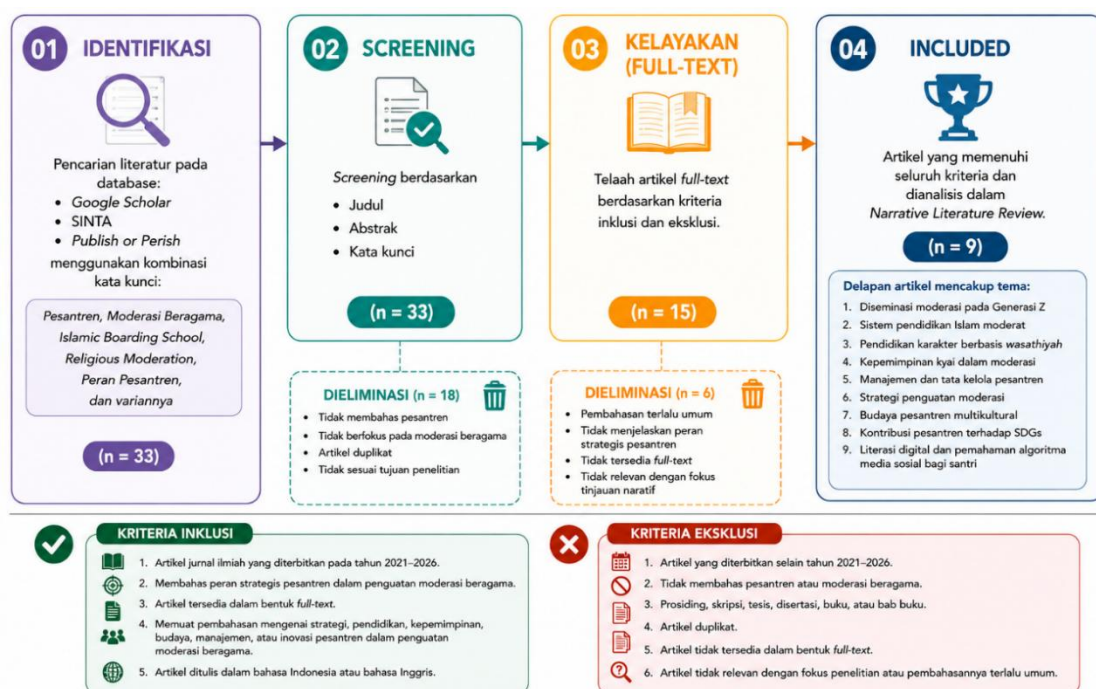 01 IDENTIFIKASI
Pencarian literatur pada
database:
• Google Scholar
• SINTA
• Publish or Perish
menggunakan kombinasi
kata kunci:
Pesantren, Moderasi Beragama,
Islamic Boarding School,
Religious Moderation,
Peran Pesantren,
dan variannya
(n = 33)
02 SCREENING
Screening berdasarkan
• Judul
• Abstrak
• Kata kunci
(n = 33)
DIELIMINASI (n = 18)
• Tidak membahas pesantren
• Tidak berfokus pada moderasi beragama
• Artikel duplikat
• Tidak sesuai tujuan penelitian
03 KELAYAKAN
(FULL-TEXT)
Telaah artikel full-text
berdasarkan kriteria
inklusi dan eksklusi.
(n = 15)
DIELIMINASI (n = 6)
• Pembahasan terlalu umum
• Tidak menjelaskan peran
strategis pesantren
• Tidak tersedia full-text
• Tidak relevan dengan fokus
tinjauan naratif
04 INCLUDED
Artikel yang memenuhi
seluruh kriteria dan
dianalisis dalam
Narrative Literature Review.
(n = 9)
Delapan artikel mencakup tema:
1. Diseminasi moderasi pada Generasi Z
2. Sistem pendidikan Islam moderat
3. Pendidikan karakter berbasis wasathiyah
4. Kepemimpinan kyai dalam moderasi
5. Manajemen dan tata kelola pesantren
6. Strategi penguatan moderasi
7. Budaya pesantren multikultural
8. Kontribusi pesantren terhadap SDGs
9. Literasi digital dan pemahaman algoritma
media sosial bagi santri
KRITERIA INKLUSI
1. Artikel jurnal ilmiah yang diterbitkan pada tahun 2021–2026.
2. Membahas peran strategis pesantren dalam penguatan moderasi beragama.
3. Artikel tersedia dalam bentuk full-text.
4. Memuat pembahasan mengenai strategi, pendidikan, kepemimpinan,
budaya, manajemen, atau inovasi pesantren dalam penguatan
moderasi beragama.
5. Artikel ditulis dalam bahasa Indonesia atau bahasa Inggris.
KRITERIA EKSKLUSI
1. Artikel yang diterbitkan selain tahun 2021–2026.
2. Tidak membahas pesantren atau moderasi beragama.
3. Prosiding, skripsi, tesis, disertasi, buku, atau bab buku.
4. Artikel duplikat.
5. Artikel tidak tersedia dalam bentuk full-text.
6. Artikel tidak relevan dengan fokus penelitian atau pembahasannya terlalu umum.